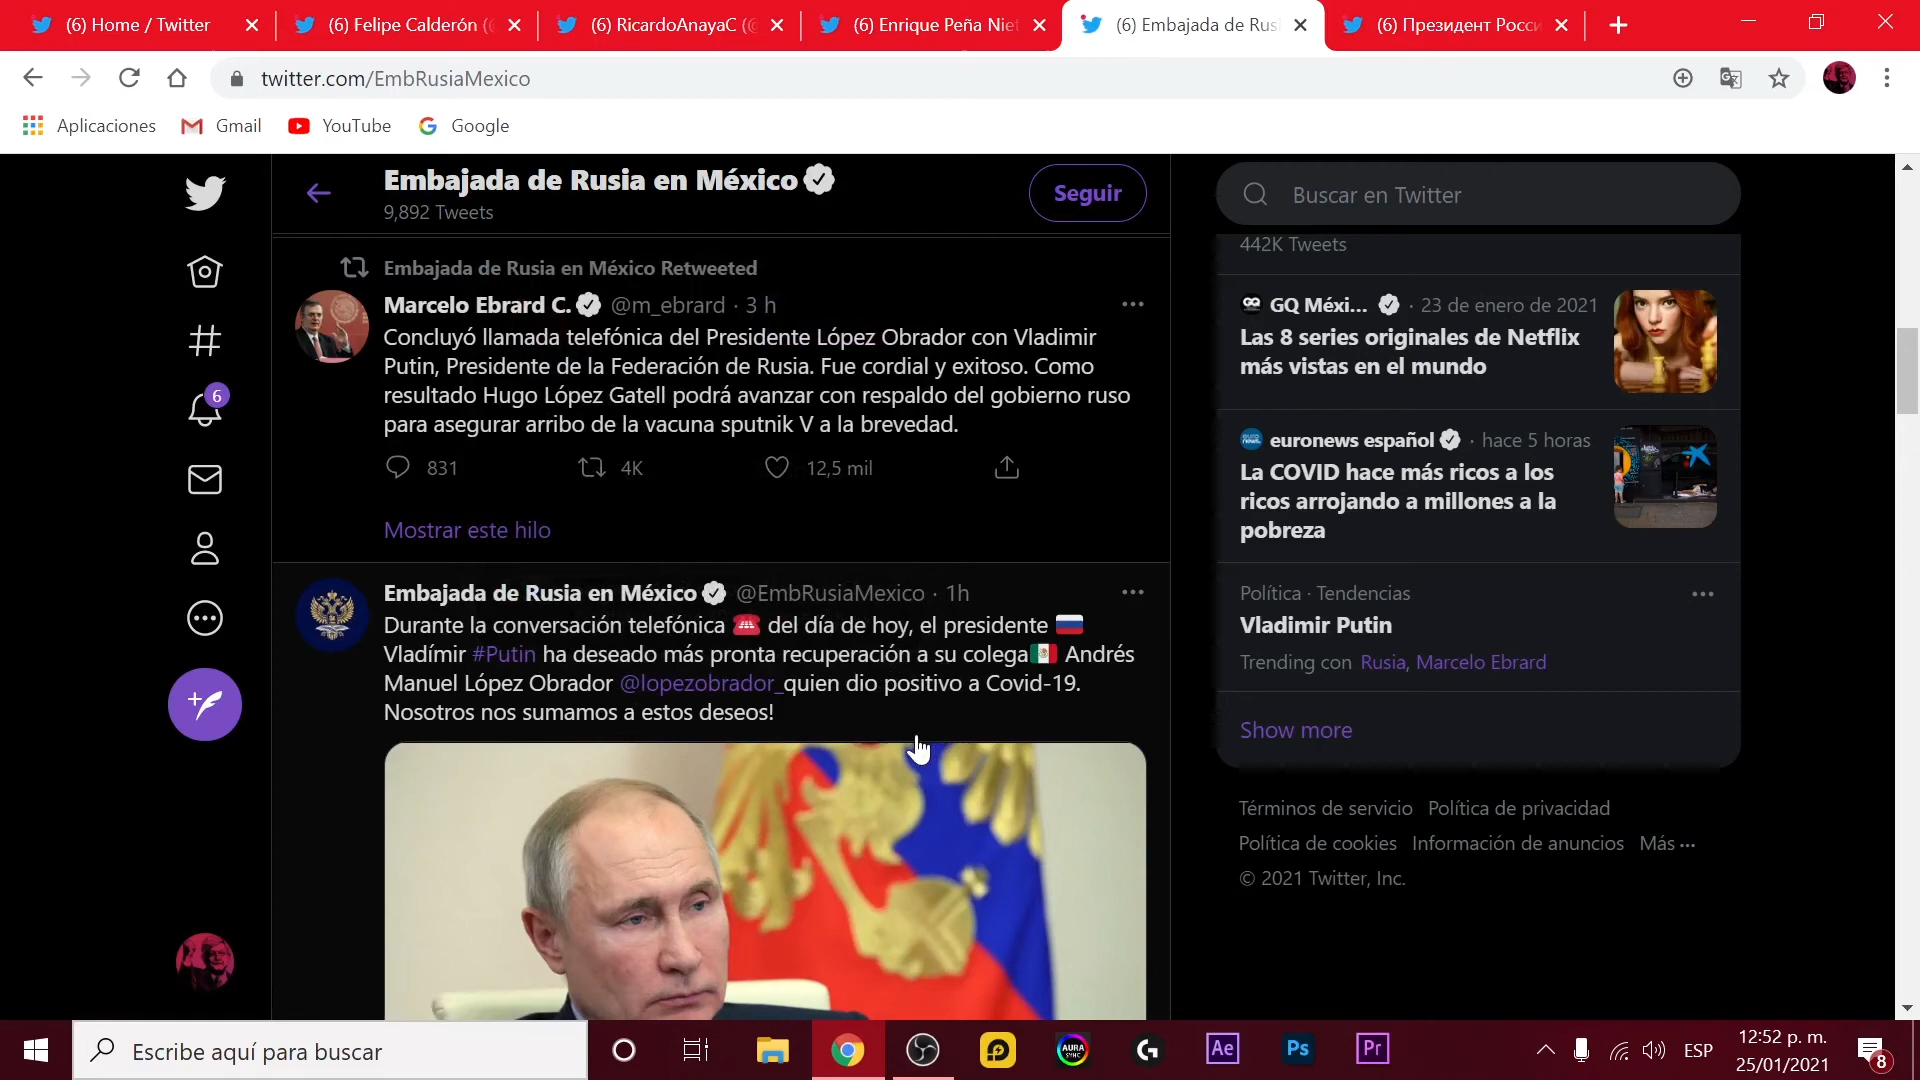 (6) Home / Twitter
(6) Felipe Calderón (
(6) RicardoAnayaC (@
(6) Enrique Peña Niet
(6) Embajada de Rusi
(6) Президент Росси
twitter.com/EmbRusiaMexico
Aplicaciones
Gmail
YouTube
Google
Embajada de Rusia en México
9,892 Tweets
Seguir
Embajada de Rusia en México Retweeted
Marcelo Ebrard C. @m_ebrard · 3 h
Concluyó llamada telefónica del Presidente López Obrador con Vladimir
Putin, Presidente de la Federación de Rusia. Fue cordial y exitoso. Como
resultado Hugo López Gatell podrá avanzar con respaldo del gobierno ruso
para asegurar arribo de la vacuna sputnik V a la brevedad.
831
4K
12,5 mil
Mostrar este hilo
Embajada de Rusia en México @EmbRusiaMexico · 1h
Durante la conversación telefónica ☎️ del día de hoy, el presidente 🇷🇺
Vladímir #Putin ha deseado más pronta recuperación a su colega🇲🇽 Andrés
Manuel López Obrador @lopezobrador_quien dio positivo a Covid-19.
Nosotros nos sumamos a estos deseos!
6
Buscar en Twitter
442K Tweets
GQ Méxi... · 23 de enero de 2021
Las 8 series originales de Netflix
más vistas en el mundo
euronews español · hace 5 horas
La COVID hace más ricos a los
ricos arrojando a millones a la
pobreza
Política · Tendencias
Vladimir Putin
Trending con Rusia, Marcelo Ebrard
Show more
Términos de servicio Política de privacidad
Política de cookies Información de anuncios Más ···
© 2021 Twitter, Inc.
Escribe aquí para buscar
AURA
SYNC
Ae
Ps
Pr
ESP
12:52 p. m.
25/01/2021
8